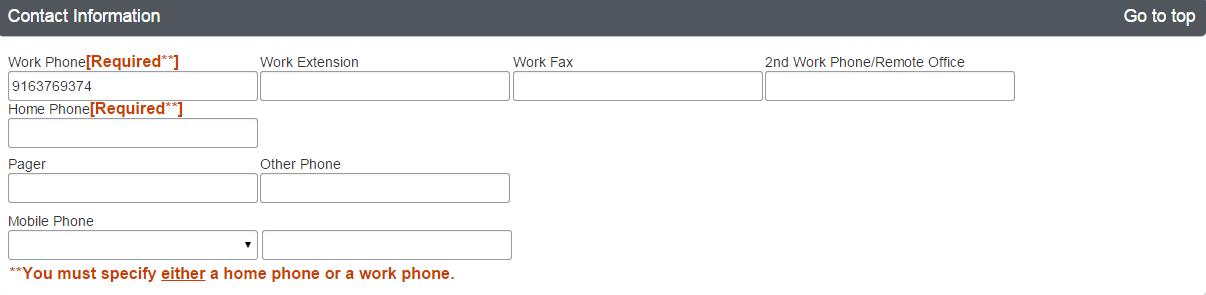 Contact Information Go to top
Work Phone[Required**] Work Extension Work Fax 2nd Work Phone/Remote Office
9163769374
Home Phone[Required**]
Pager Other Phone
Mobile Phone
**You must specify either a home phone or a work phone.